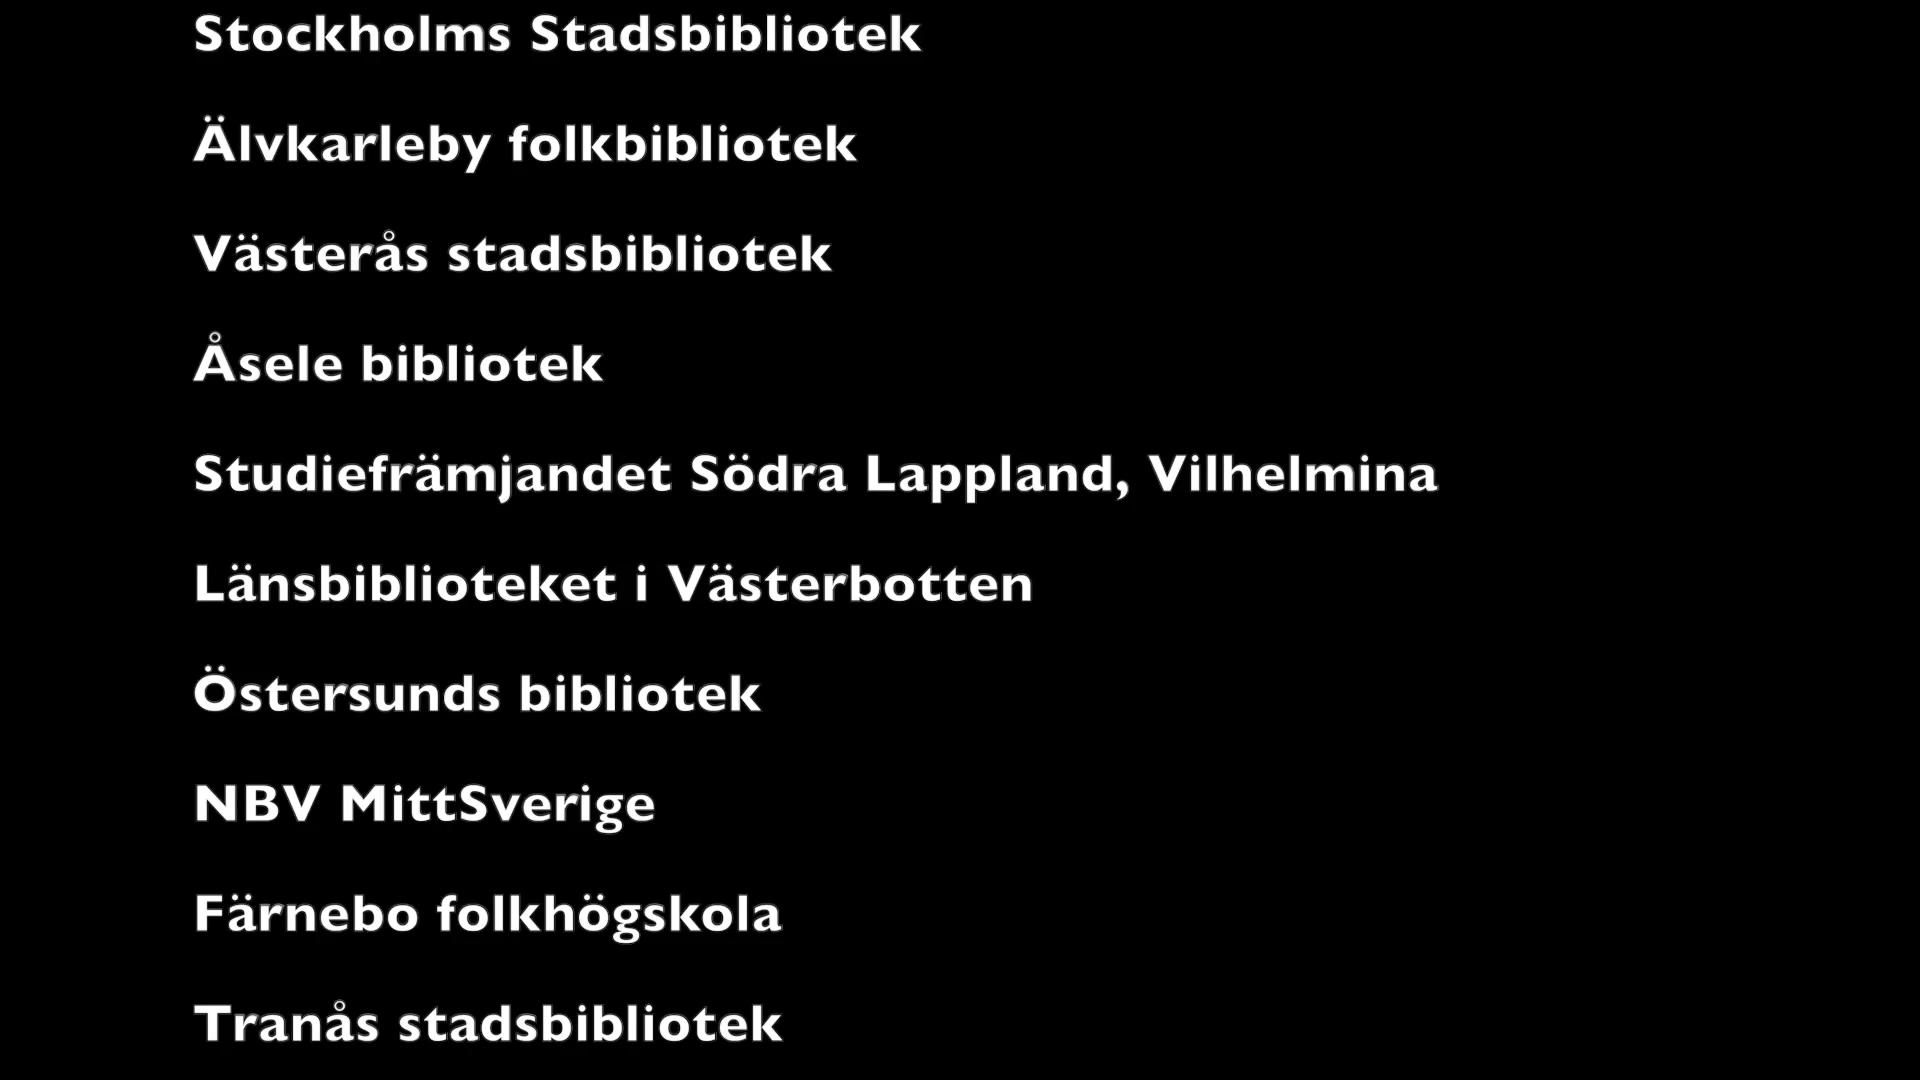 Stockholms Stadsbibliotek
Älvkarleby folkbibliotek
Västerås stadsbibliotek
Åsele bibliotek
Studiefrämjandet Södra Lappland, Vilhelmina
Länsbiblioteket i Västerbotten
Östersunds bibliotek
NBV MittSverige
Färnebo folkhögskola
Tranås stadsbibliotek